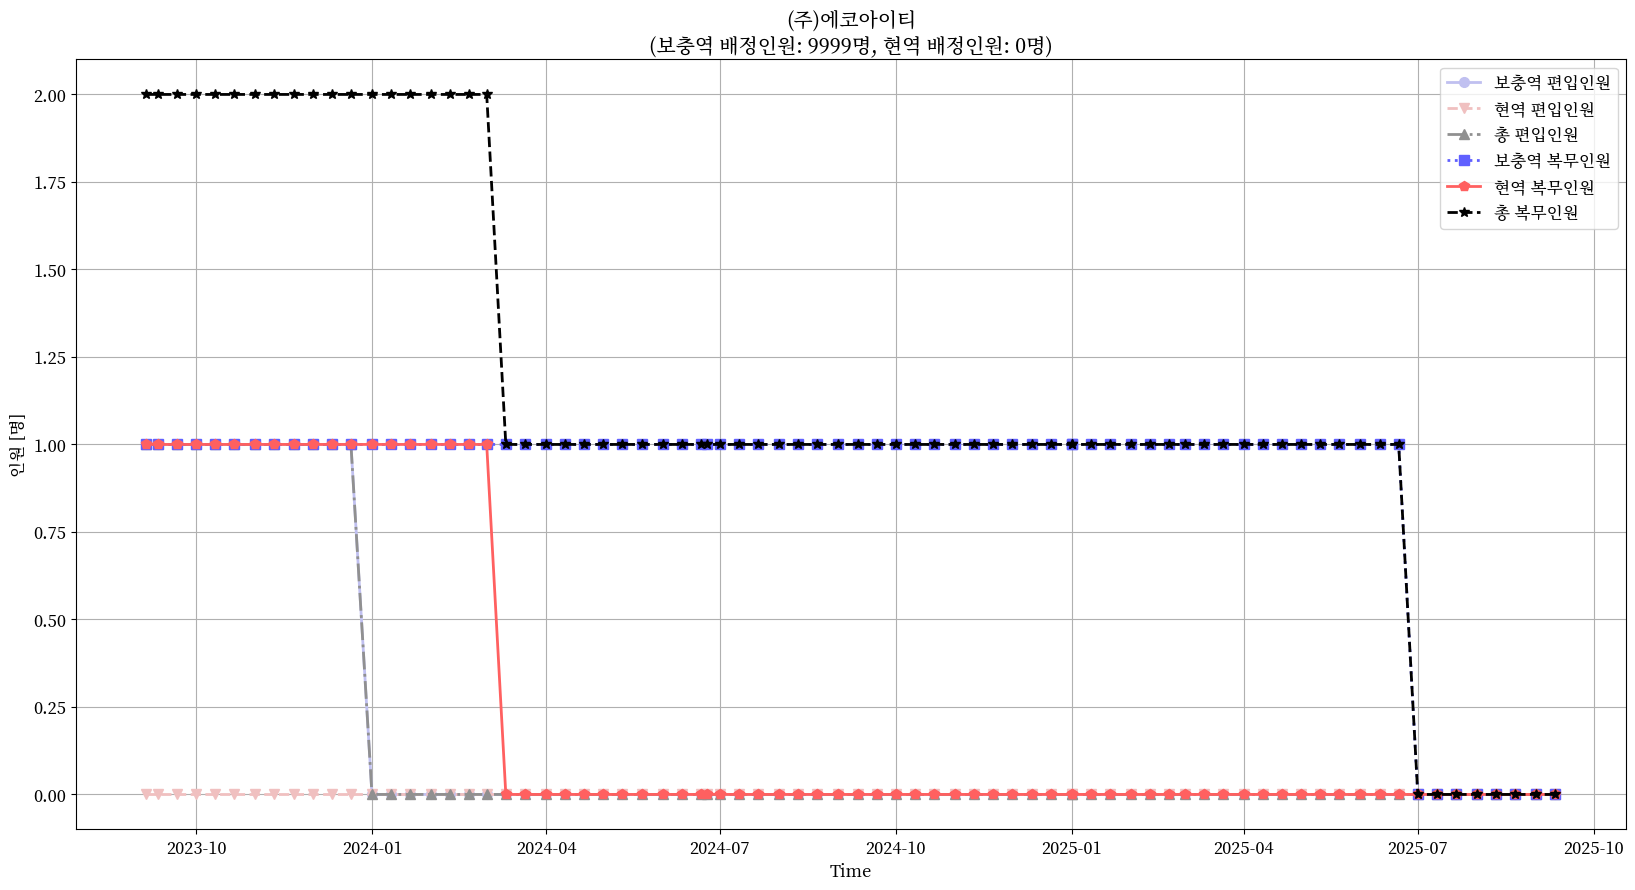 (주)에코아이티
(보충역 배정인원: 9999명, 현역 배정인원: 0명)
보충역 편입인원
현역 편입인원
총 편입인원
보충역 복무인원
현역 복무인원
총 복무인원
인원 [명]
2.00
1.75
1.50
1.25
1.00
0.75
0.50
0.25
0.00
2023-10
2024-01
2024-04
2024-07
2024-10
2025-01
2025-04
2025-07
2025-10
Time